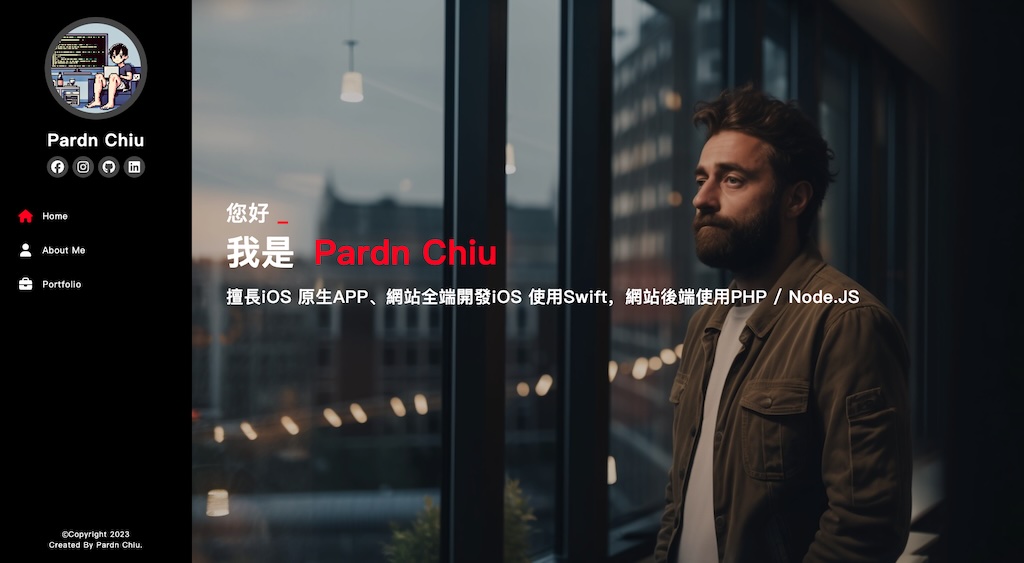 Pardn Chiu
Home
About Me
Portfolio
©Copyright 2023
Created By Pardn Chiu.
您好 _
我是 Pardn Chiu
擅長iOS 原生APP、網站全端開發iOS 使用Swift，網站後端使用PHP / Node.JS